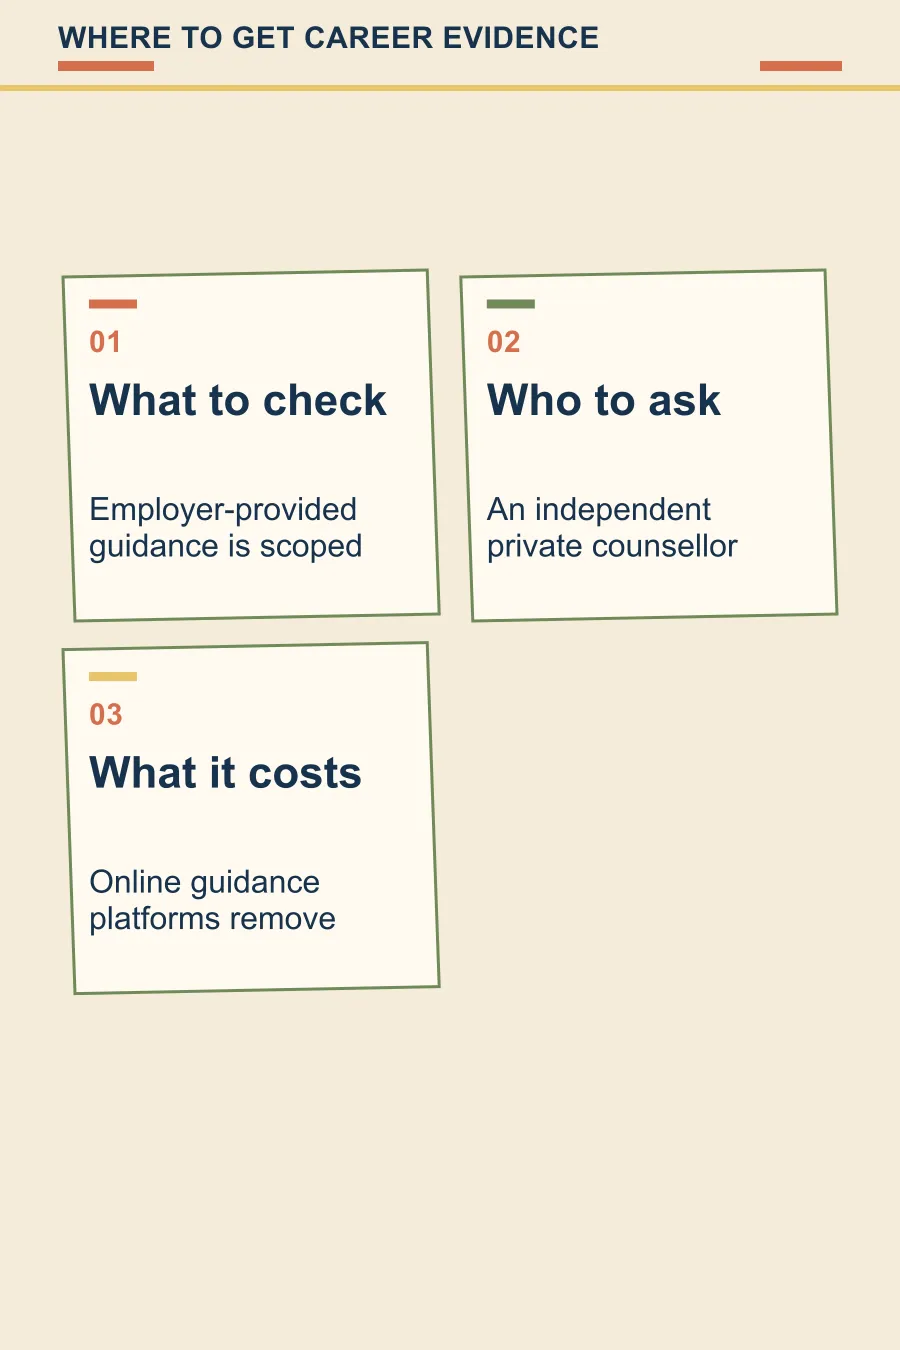 WHERE TO GET CAREER EVIDENCE
01
What to check
Employer-provided
guidance is scoped
02
Who to ask
An independent
private counsellor
03
What it costs
Online guidance
platforms remove